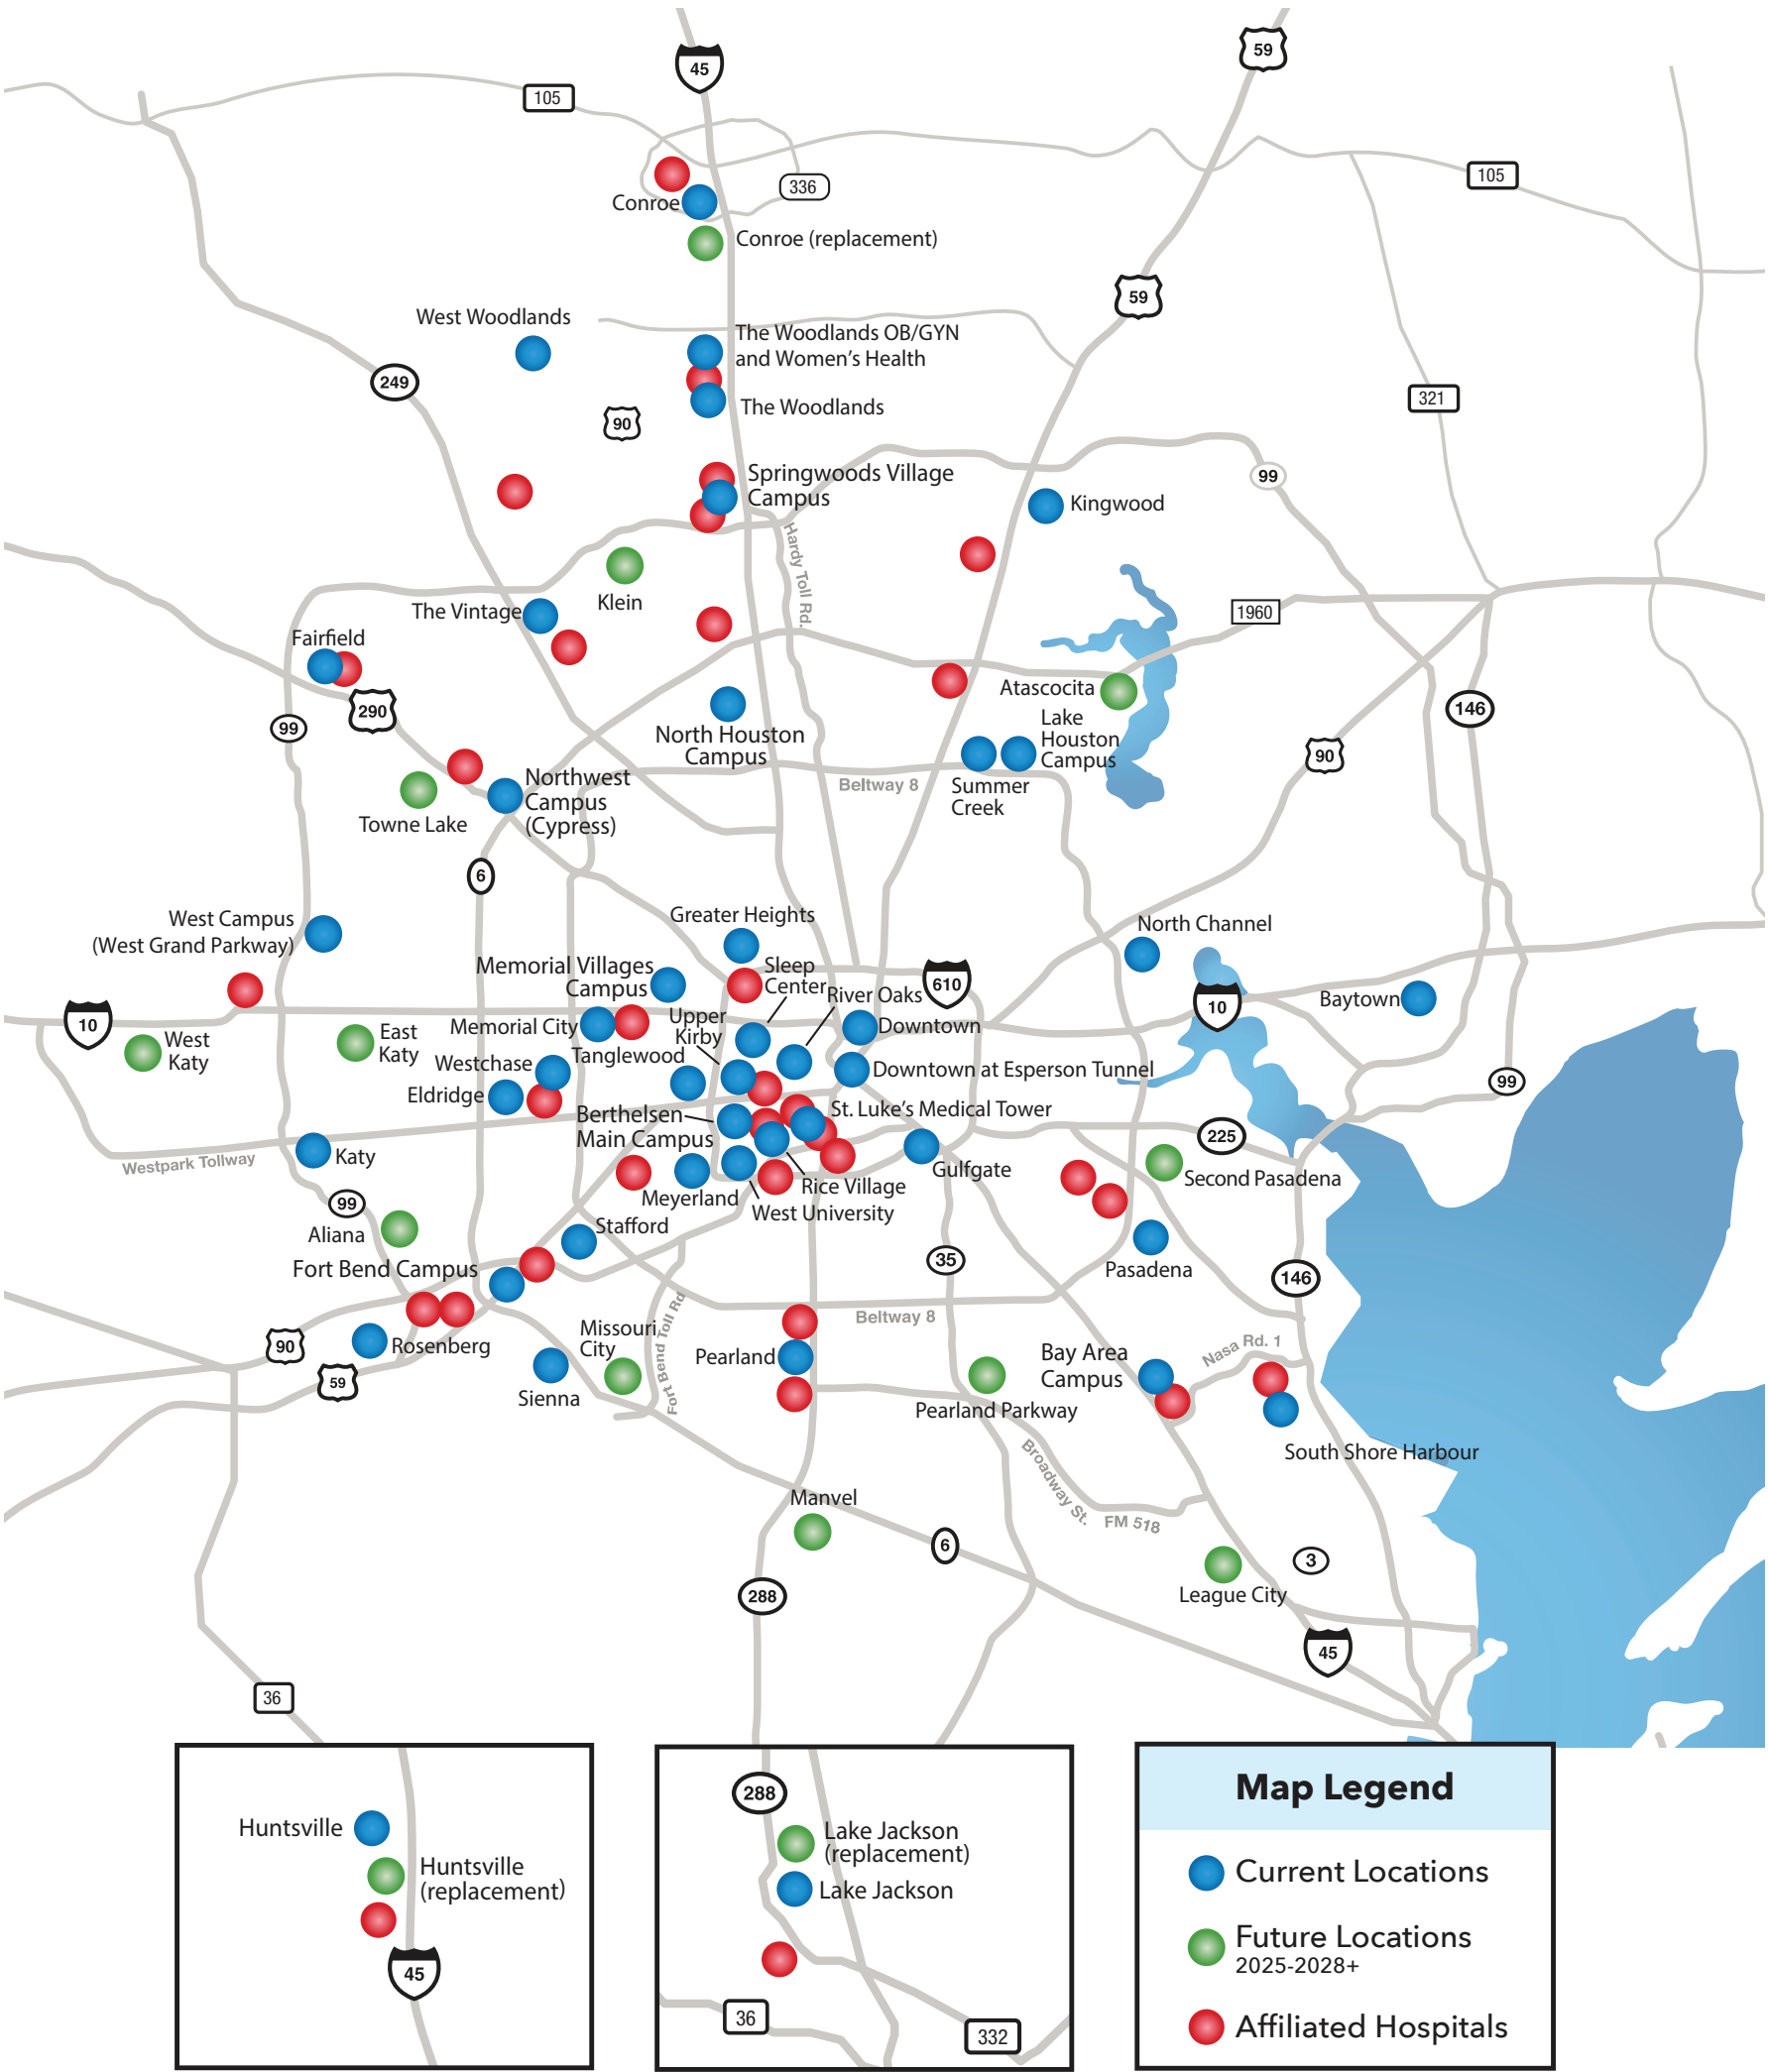 45
59
105
336
105
Conroe
Conroe (replacement)
59
West Woodlands
The Woodlands OB/GYN
and Women's Health
249
321
The Woodlands
90
Springwoods Village
Campus
99
Kingwood
Hardy Toll Rd.
Klein
The Vintage
1960
Fairfield
290
Atascocita
146
99
North Houston
Campus
Lake
Houston
Campus
90
Northwest
Campus
(Cypress)
Beltway 8
Summer
Creek
Towne Lake
6
West Campus
(West Grand Parkway)
Greater Heights
North Channel
Memorial Villages
Campus
Sleep
Center
610
River Oaks
10
Baytown
10
Memorial City
Upper
Kirby
Downtown
West
Katy
East
Katy
Westchase
Tanglewood
Downtown at Esperson Tunnel
99
Eldridge
Berthelsen
Main Campus
St. Luke's Medical Tower
225
Westpark Tollway
Katy
Gulfgate
Second Pasadena
99
Meyerland
Rice Village
West University
Aliana
Stafford
35
Fort Bend Campus
Pasadena
146
Beltway 8
90
Rosenberg
Missouri
City
Fort Bend Toll Rd
Pearland
Bay Area
Campus
Nasa Rd. 1
59
Sienna
Pearland Parkway
South Shore Harbour
Broadway St.
FM 518
Manvel
6
3
288
League City
45
36
Huntsville
Huntsville
(replacement)
45
288
Lake Jackson
(replacement)
Lake Jackson
36
332
Map Legend
Current Locations
Future Locations
2025-2028+
Affiliated Hospitals